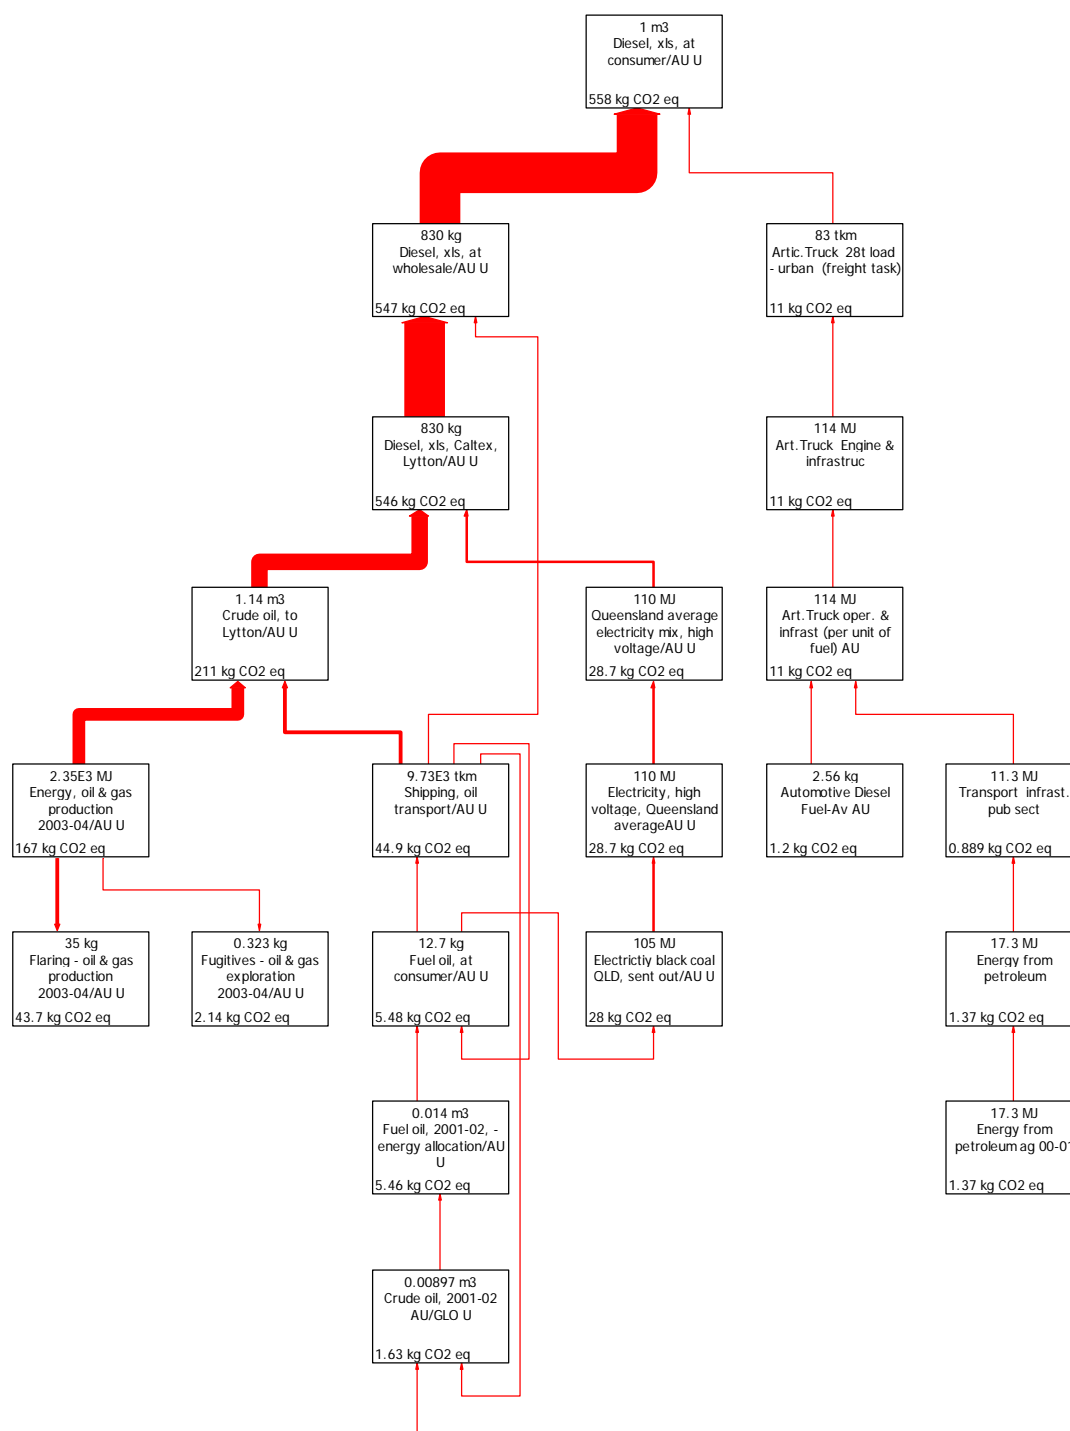 1 m3
Diesel, xls, at
consumer/AU U
558 kg CO2 eq
830 kg
Diesel, xls, at
wholesale/AU U
547 kg CO2 eq
83 tkm
Artic.Truck 28t load
- urban (freight task)
11 kg CO2 eq
830 kg
Diesel, xls, Caltex,
Lytton/AU U
546 kg CO2 eq
114 MJ
Art.Truck Engine &
infrastruc
11 kg CO2 eq
1.14 m3
Crude oil, to
Lytton/AU U
211 kg CO2 eq
110 MJ
Queensland average
electricity mix, high
voltage/AU U
28.7 kg CO2 eq
114 MJ
Art.Truck oper. &
infrast (per unit of
fuel) AU
11 kg CO2 eq
2.35E3 MJ
Energy, oil & gas
production
2003-04/AU U
167 kg CO2 eq
9.73E3 tkm
Shipping, oil
transport/AU U
44.9 kg CO2 eq
110 MJ
Electricity, high
voltage, Queensland
averageAU U
28.7 kg CO2 eq
2.56 kg
Automotive Diesel
Fuel-Av AU
1.2 kg CO2 eq
11.3 MJ
Transport infrast.
pub sect
0.889 kg CO2 eq
35 kg
Flaring - oil & gas
production
2003-04/AU U
43.7 kg CO2 eq
0.323 kg
Fugitives - oil & gas
exploration
2003-04/AU U
2.14 kg CO2 eq
12.7 kg
Fuel oil, at
consumer/AU U
5.48 kg CO2 eq
105 MJ
Electrictiy black coal
QLD, sent out/AU U
28 kg CO2 eq
17.3 MJ
Energy from
petroleum
1.37 kg CO2 eq
0.014 m3
Fuel oil, 2001-02, -
energy allocation/AU
U
5.46 kg CO2 eq
17.3 MJ
Energy from
petroleum ag 00-01
1.37 kg CO2 eq
0.00897 m3
Crude oil, 2001-02
AU/GLO U
1.63 kg CO2 eq